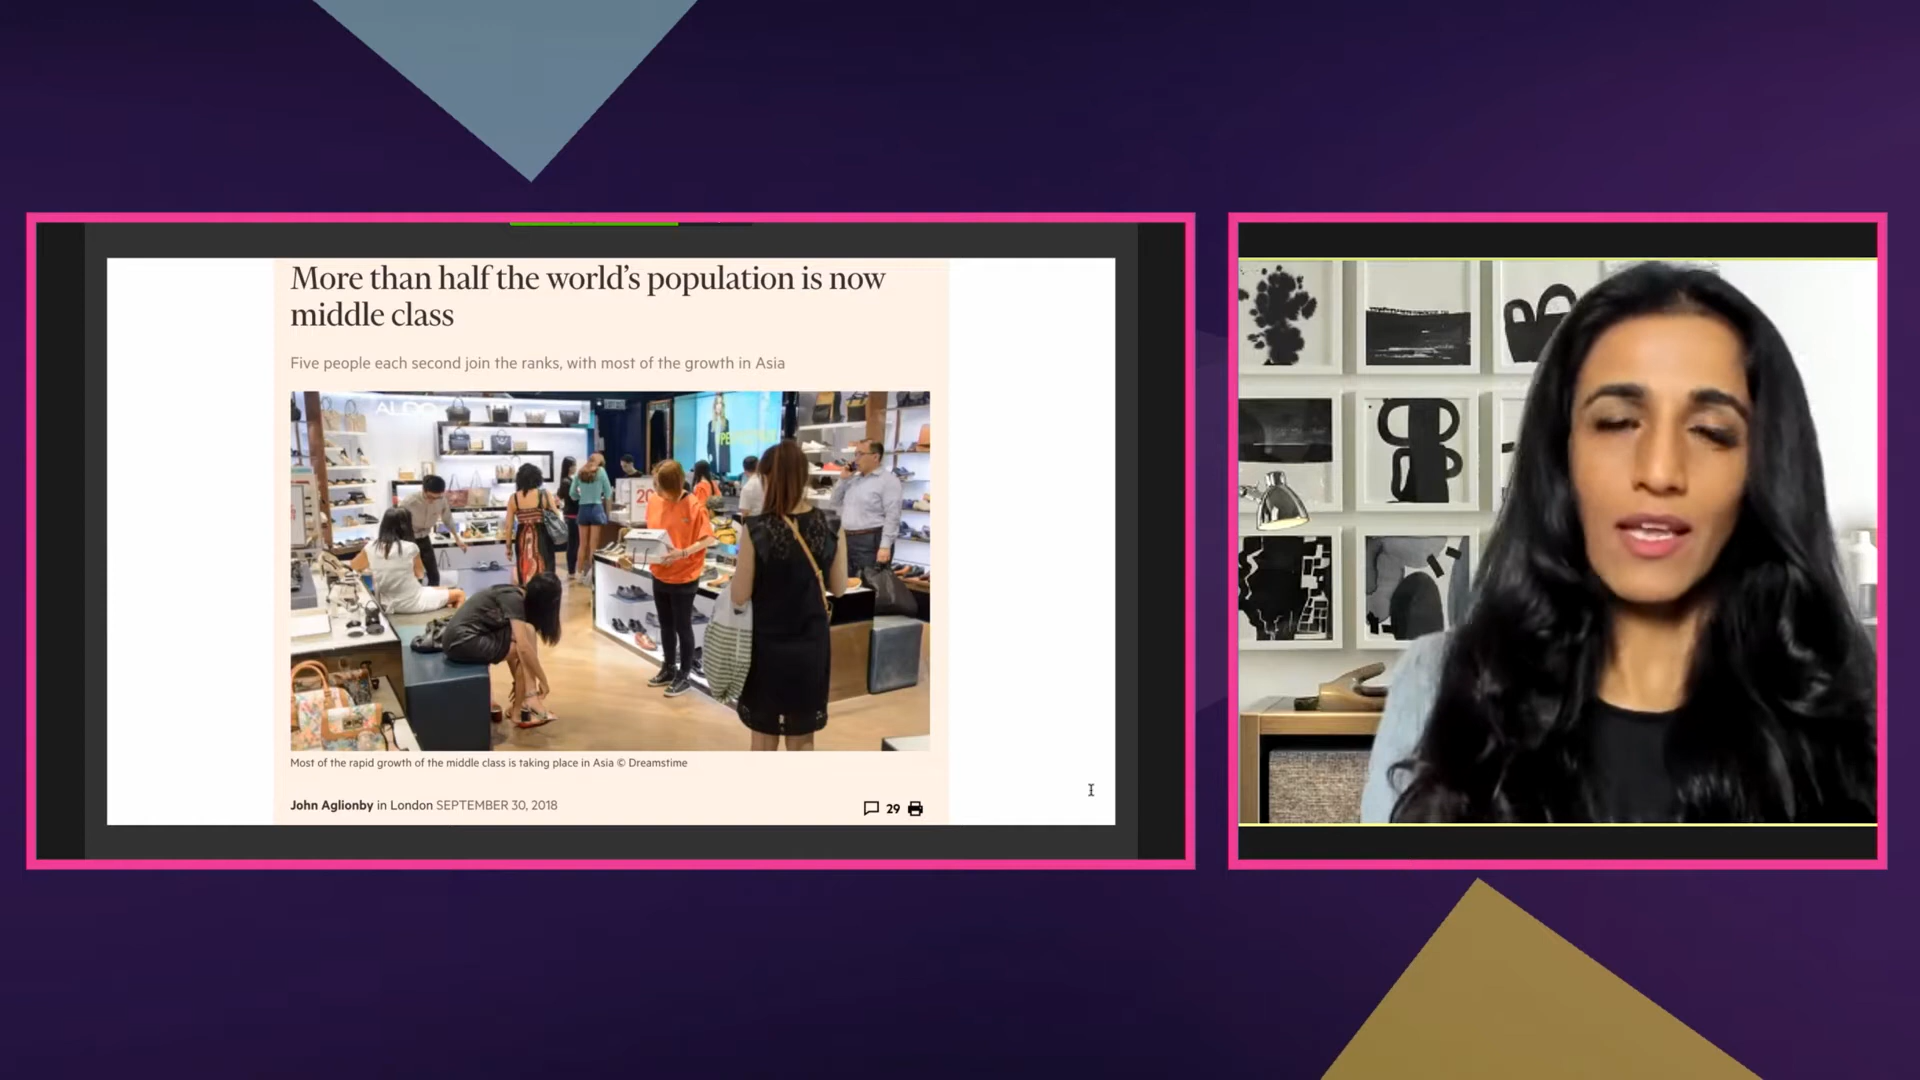 More than half the world's population is now
middle class
Five people each second join the ranks, with most of the growth in Asia
ALDO
20
Most of the rapid growth of the middle class is taking place in Asia © Dreamstime
John Aglionby in London SEPTEMBER 30, 2018
29